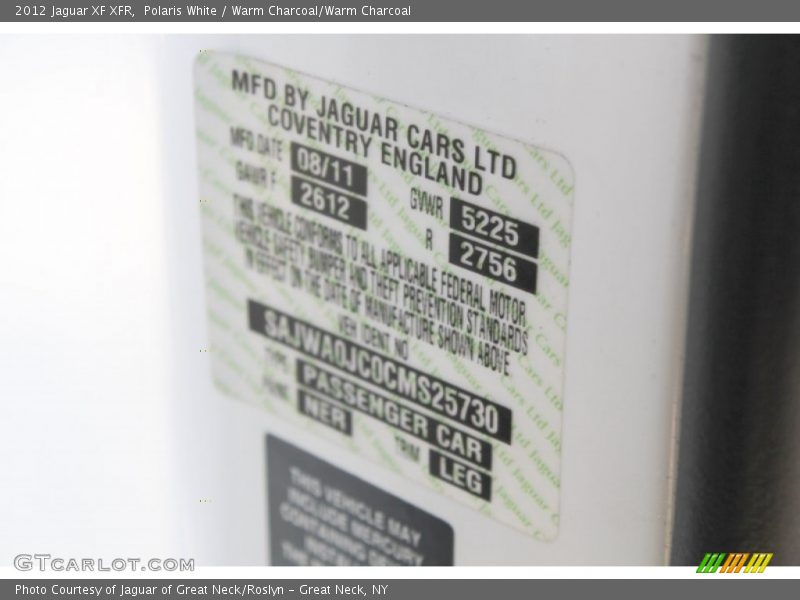 2012 Jaguar XF XFR,  Polaris White / Warm Charcoal/Warm Charcoal
MFD BY JAGUAR CARS LTD
COVENTRY ENGLAND
MFD DATE 08/11 GVWR 5225
GAWR F 2612 R 2756
THIS VEHICLE CONFORMS TO ALL APPLICABLE FEDERAL MOTOR
VEHICLE SAFETY BUMPER AND THEFT PREVENTION STANDARDS
IN EFFECT ON THE DATE OF MANUFACTURE SHOWN ABOVE
VEH IDENT NO
SAJWA0JC0CMS25730
TYPE PASSENGER CAR
NER TRIM LEG
THIS VEHICLE MAY
INCLUDE MERCURY
CONTAINING
GTCARLOT.COM
Photo Courtesy of Jaguar of Great Neck/Roslyn – Great Neck, NY